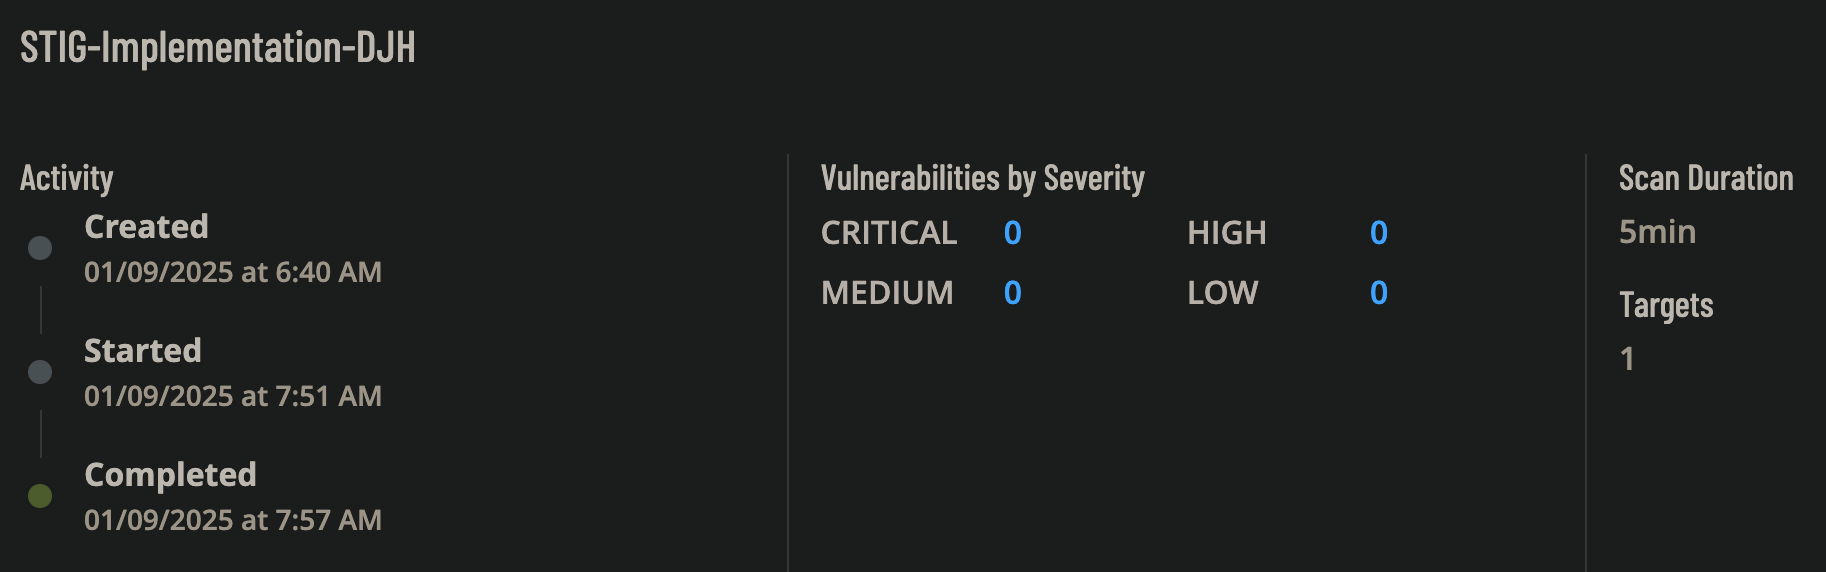 STIG-Implementation-DJH
Activity
Created
01/09/2025 at 6:40 AM
Started
01/09/2025 at 7:51 AM
Completed
01/09/2025 at 7:57 AM
Vulnerabilities by Severity
CRITICAL 0 HIGH 0
MEDIUM 0 LOW 0
Scan Duration
5min
Targets
1